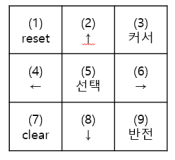 (1) (2) (3)
reset ↑ 커서
(4) (5) (6)
← 선택 →
(7) (8) (9)
clear ↓ 반전